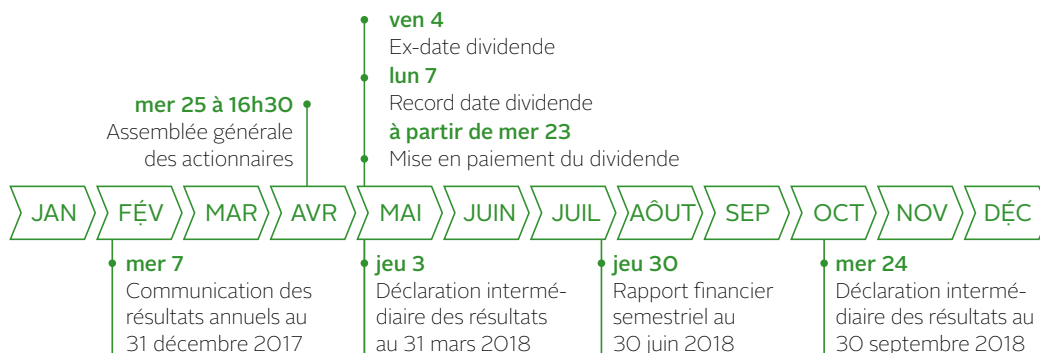 ven 4
Ex-date dividende
lun 7
Record date dividende
à partir de mer 23
Mise en paiement du dividende
mer 25 à 16h30
Assemblée générale
des actionnaires
JAN FÉV MAR AVR MAI JUIN JUIL AÔUT SEP OCT NOV DÉC
mer 7
Communication des
résultats annuels au
31 décembre 2017
jeu 3
Déclaration intermé-
diaire des résultats
au 31 mars 2018
jeu 30
Rapport financier
semestriel au
30 juin 2018
mer 24
Déclaration intermé-
diaire des résultats au
30 septembre 2018